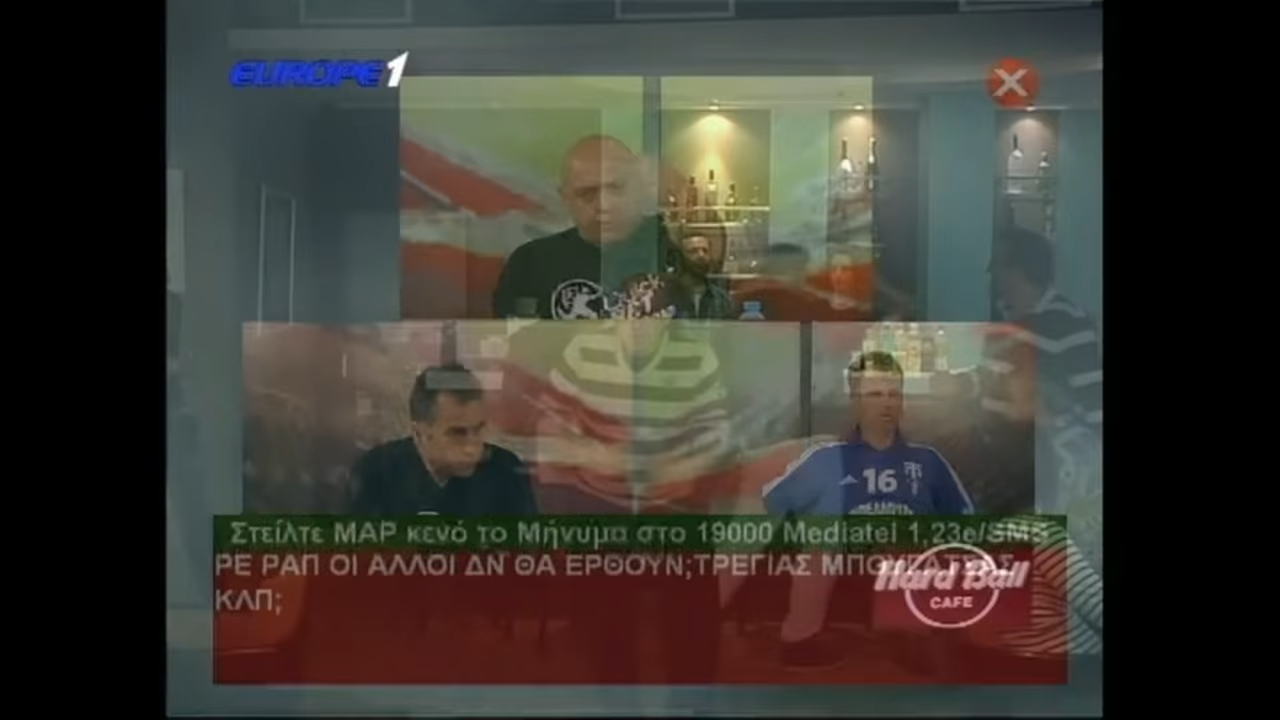 EUROPE1
16
Στείλτε ΜΑΡ κενό το Μήνυμα στο 19000 Mediatel 1,23e/SMS
ΡΕ ΡΑΠ ΟΙ ΑΛΛΟΙ ΔΝ ΘΑ ΕΡΘΟΥΝ;ΤΡΕΓΙΑΣ
ΚΛΠ;
Hard Ball
CAFE